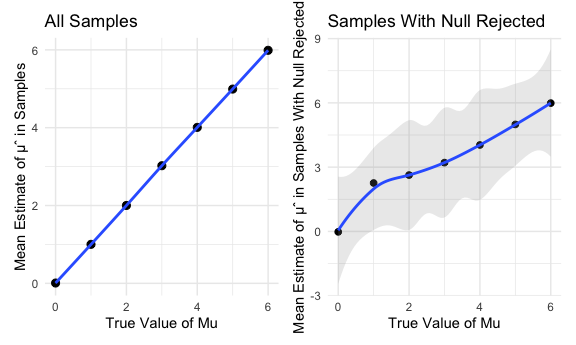 All Samples
Mean Estimate of μ̂ in Samples
6
4
2
0
0
2
4
6
True Value of Mu
Samples With Null Rejected
Mean Estimate of μ̂ in Samples With Null Rejected
9
6
3
0
-3
0
2
4
6
True Value of Mu